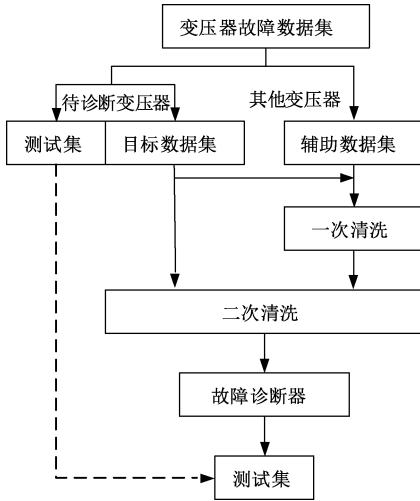 变压器故障数据集
待诊断变压器
其他变压器
测试集
目标数据集
辅助数据集
一次清洗
二次清洗
故障诊断器
测试集